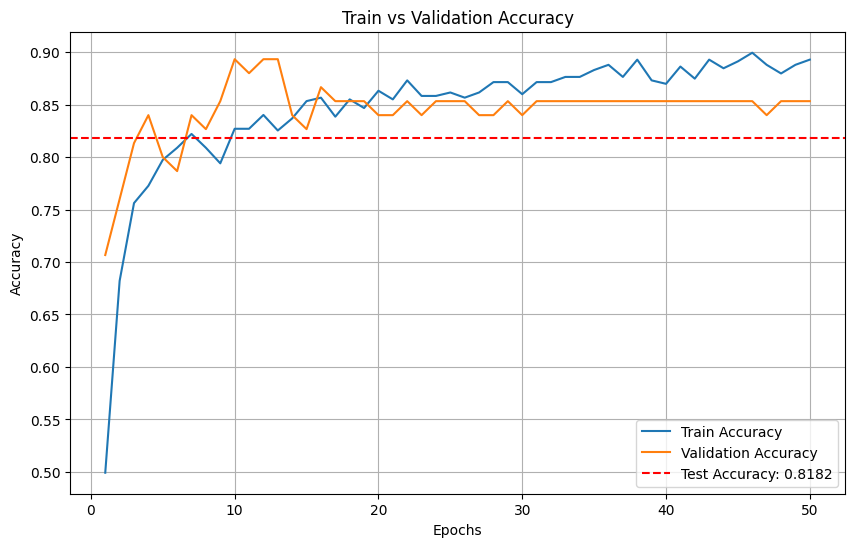 Train vs Validation Accuracy
Accuracy
0.90
0.85
0.80
0.75
0.70
0.65
0.60
0.55
0.50
0 10 20 30 40 50
Epochs
Train Accuracy
Validation Accuracy
Test Accuracy: 0.8182